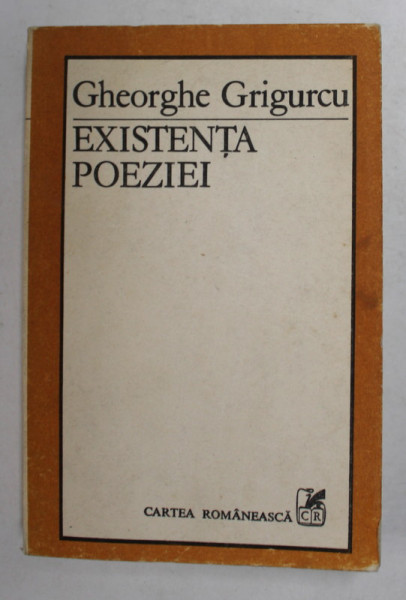 Gheorghe Grigurcu
EXISTENȚA
POEZIEI
CARTEA ROMÂNEASCĂ
CR